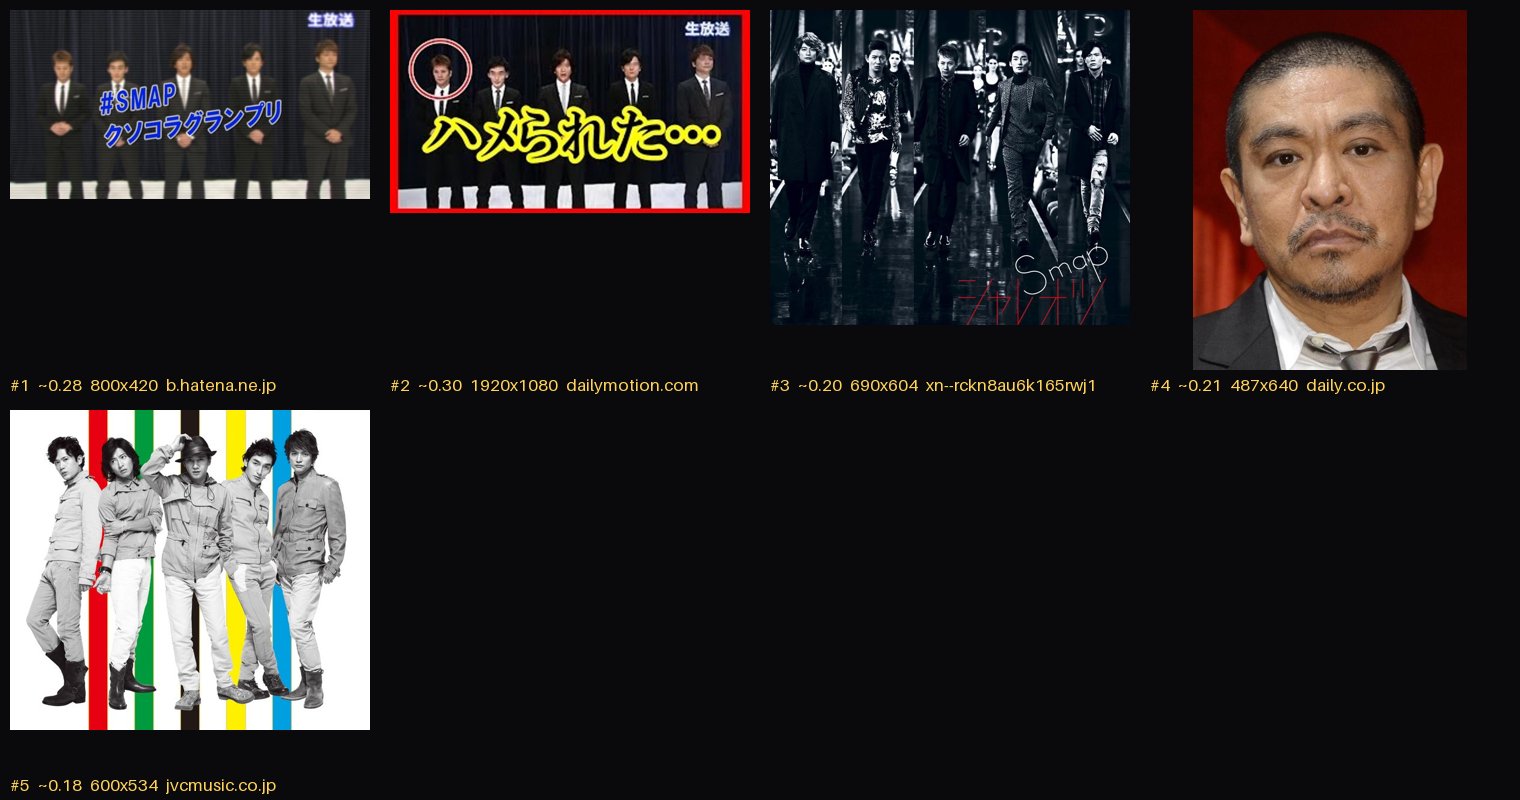 生放送
#SMAP
クソコラグランプリ
#1 ~0.28 800x420 b.hatena.ne.jp
生放送
ハメられた…
#2 ~0.30 1920x1080 dailymotion.com
Smap
シャレオツ
#3 ~0.20 690x604 xn--rckn8au6k165rwj1
#4 ~0.21 487x640 daily.co.jp
#5 ~0.18 600x534 jvcmusic.co.jp